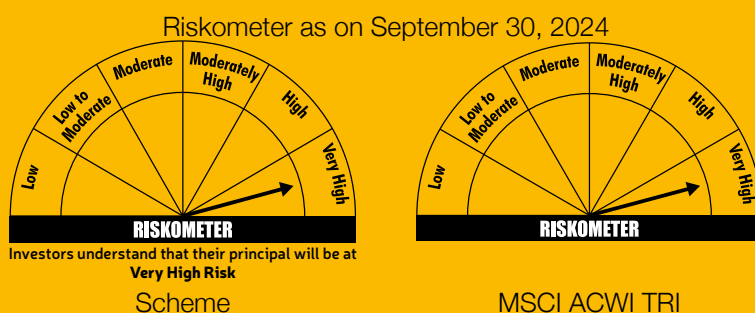 Riskometer as on September 30, 2024
Low
Low to
Moderate
Moderate
Moderately
High
High
Very High
RISKOMETER
Investors understand that their principal will be at
Very High Risk
Scheme
Low
Low to
Moderate
Moderate
Moderately
High
High
Very High
RISKOMETER
MSCI ACWI TRI